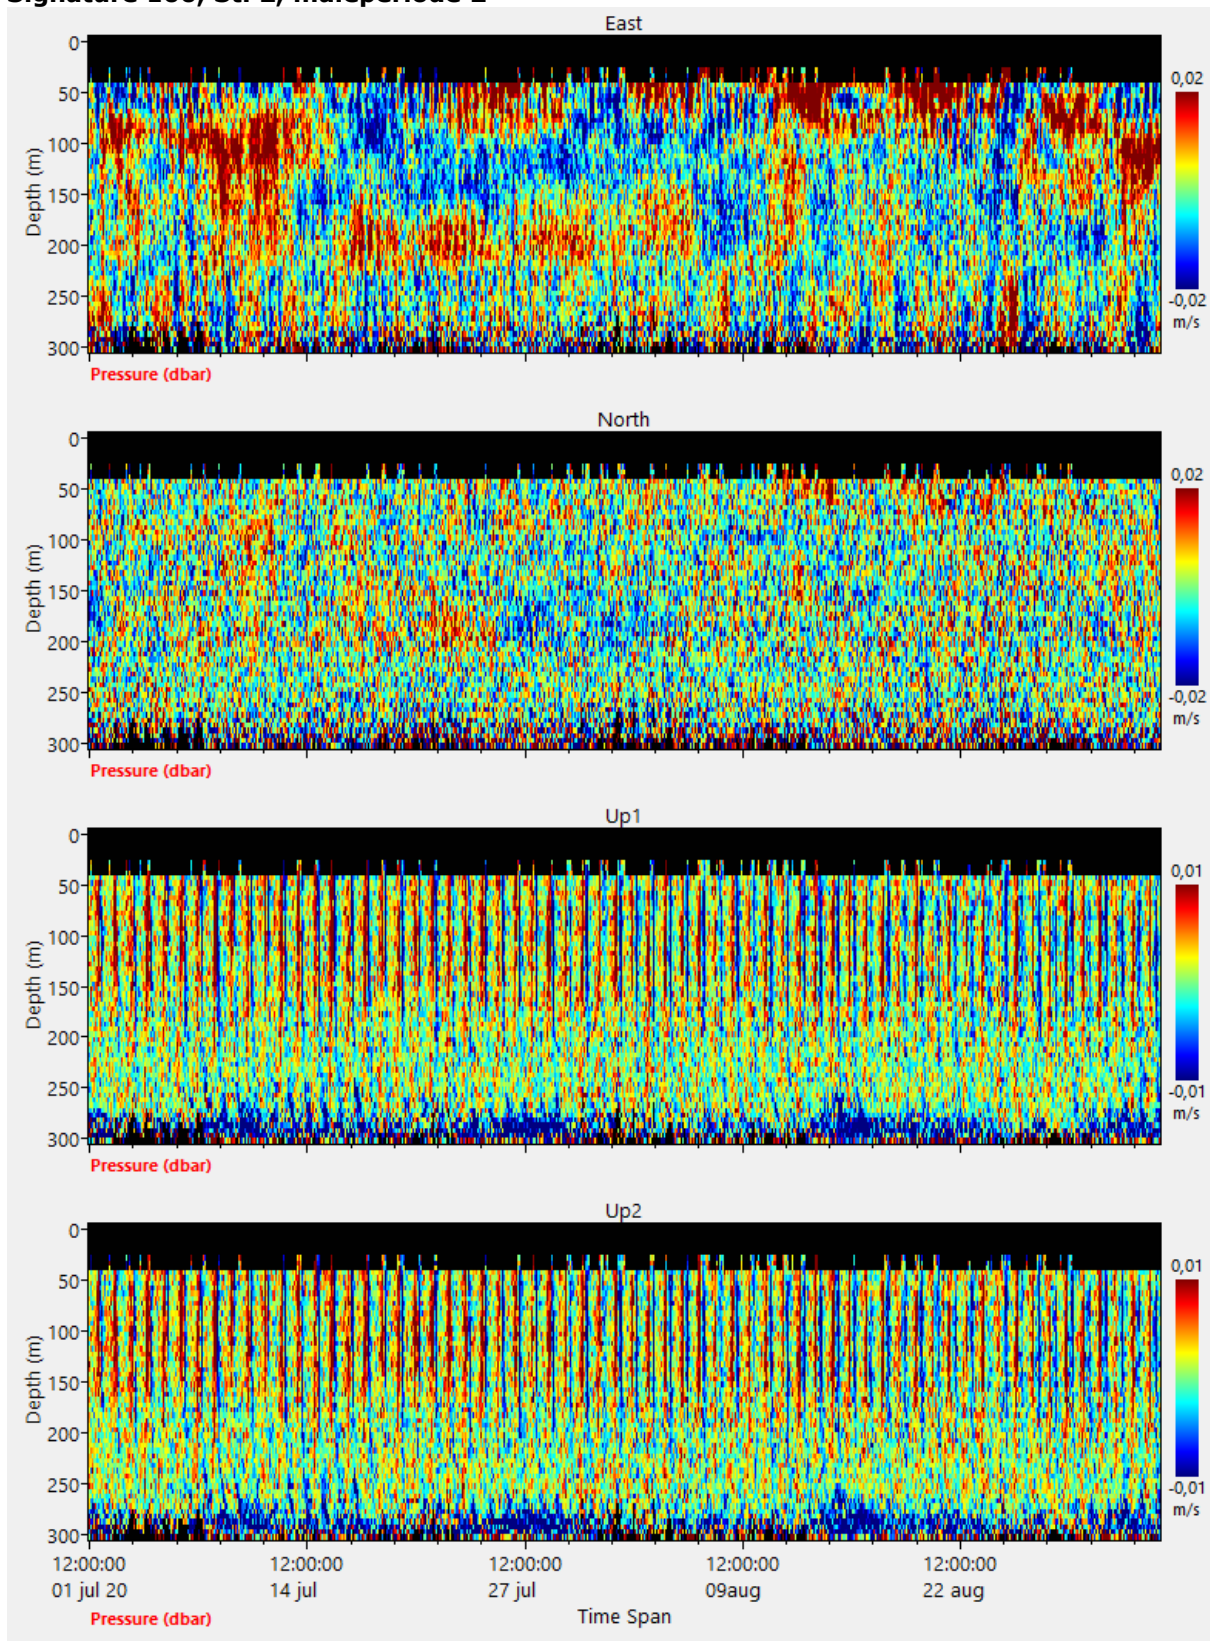 East
0
50
100
150
200
250
300
Depth (m)
0,02
-0,02
m/s
Pressure (dbar)
North
0
50
100
150
200
250
300
Depth (m)
0,02
-0,02
m/s
Pressure (dbar)
Up1
0
50
100
150
200
250
300
Depth (m)
0,01
-0,01
m/s
Pressure (dbar)
Up2
0
50
100
150
200
250
300
Depth (m)
0,01
-0,01
m/s
12:00:00 12:00:00 12:00:00 12:00:00 12:00:00
01 jul 20 14 jul 27 jul 09aug 22 aug
Pressure (dbar) Time Span